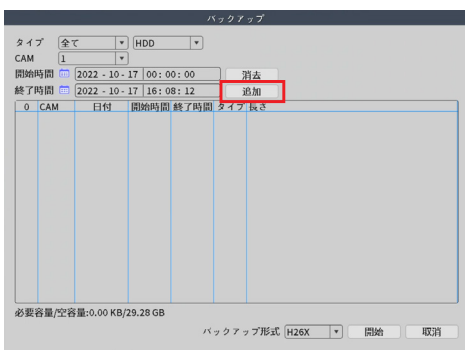 バックアップ
タイプ 全て HDD
CAM 1
開始時間 2022 - 10 - 17 00 : 00 : 00 消去
終了時間 2022 - 10 - 17 16 : 08 : 12 追加
0 CAM 日付 開始時間 終了時間 タイプ 長さ
必要容量/空容量:0.00 KB/29.28 GB
バックアップ形式 H26X 開始 取消